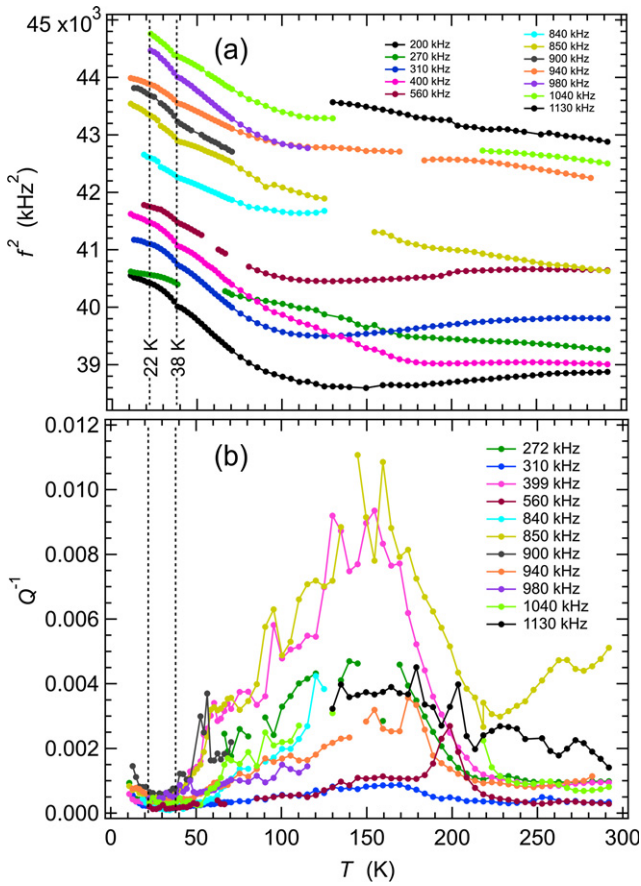 45 x10³
(a)
200 kHz
270 kHz
310 kHz
400 kHz
560 kHz
840 kHz
850 kHz
900 kHz
940 kHz
980 kHz
1040 kHz
1130 kHz
44
43
42
41
40
39
f² (kHz²)
22 K
38 K
0.012
0.010
0.008
0.006
0.004
0.002
0.000
Q⁻¹
(b)
272 kHz
310 kHz
399 kHz
560 kHz
840 kHz
850 kHz
900 kHz
940 kHz
980 kHz
1040 kHz
1130 kHz
0 50 100 150 200 250 300
T (K)